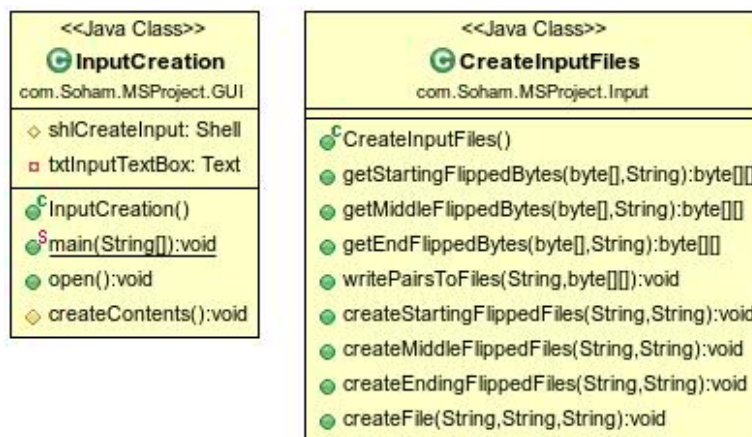 <<Java Class>>
InputCreation
com.Soham.MSProject.GUI
shlCreateInput: Shell
txtInputTextBox: Text
InputCreation()
main(String[]):void
open():void
createContents():void
<<Java Class>>
CreateInputFiles
com.Soham.MSProject.Input
CreateInputFiles()
getStartingFlippedBytes(byte[],String):byte[][]
getMiddleFlippedBytes(byte[],String):byte[][]
getEndFlippedBytes(byte[],String):byte[][]
writePairsToFiles(String,byte[][]):void
createStartingFlippedFiles(String,String):void
createMiddleFlippedFiles(String,String):void
createEndingFlippedFiles(String,String):void
createFile(String,String,String):void